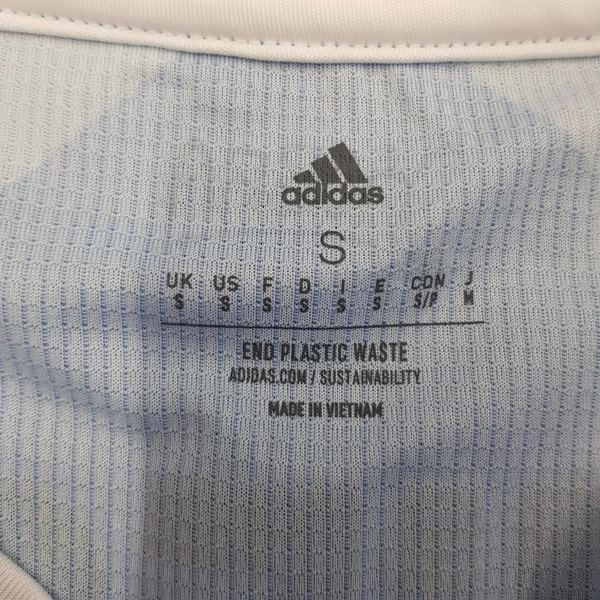 adidas
S
UK US F D I E CDN J
S S S S S S S/P M
END PLASTIC WASTE
ADIDAS.COM / SUSTAINABILITY
MADE IN VIETNAM